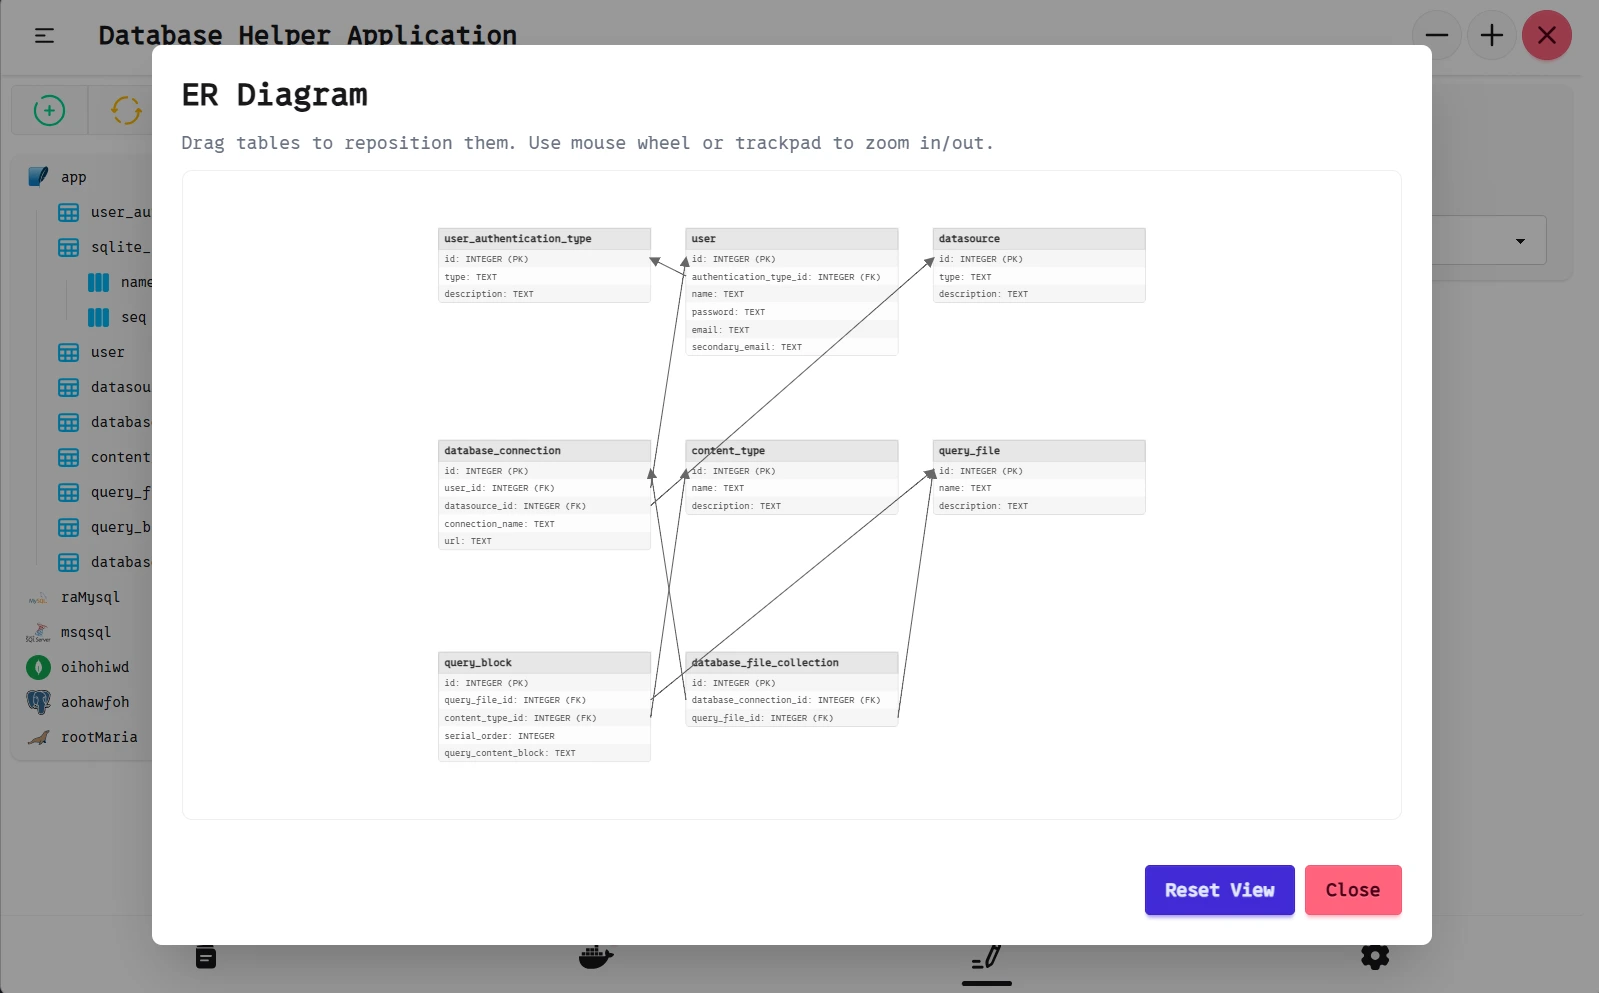 Database Helper Application
ER Diagram
Drag tables to reposition them. Use mouse wheel or trackpad to zoom in/out.
app
user_au
sqlite_
name
seq
user
datasou
databas
content
query_f
query_b
databas
raMysql
msqsql
oihohiwd
aohawfoh
rootMaria
user_authentication_type
id: INTEGER (PK)
type: TEXT
description: TEXT
user
id: INTEGER (PK)
authentication_type_id: INTEGER (FK)
name: TEXT
password: TEXT
email: TEXT
secondary_email: TEXT
datasource
id: INTEGER (PK)
type: TEXT
description: TEXT
database_connection
id: INTEGER (PK)
user_id: INTEGER (FK)
datasource_id: INTEGER (FK)
connection_name: TEXT
url: TEXT
content_type
id: INTEGER (PK)
name: TEXT
description: TEXT
query_file
id: INTEGER (PK)
name: TEXT
description: TEXT
query_block
id: INTEGER (PK)
query_file_id: INTEGER (FK)
content_type_id: INTEGER (FK)
serial_order: INTEGER
query_content_block: TEXT
database_file_collection
id: INTEGER (PK)
database_connection_id: INTEGER (FK)
query_file_id: INTEGER (FK)
Reset View
Close